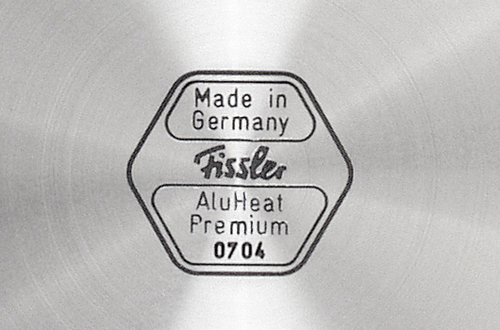 Made in
Germany
Fissler
AluHeat
Premium
0704